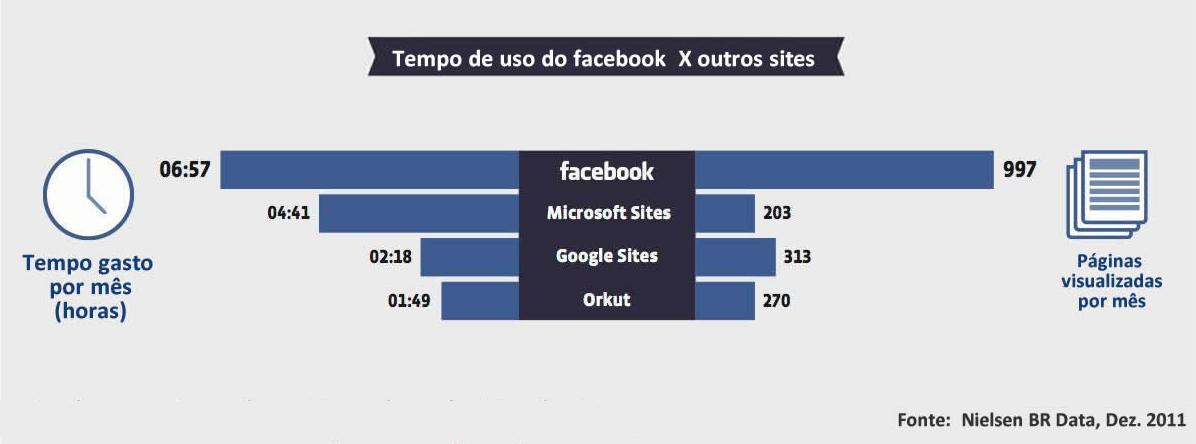 Tempo de uso do facebook X outros sites
06:57 facebook 997
04:41 Microsoft Sites 203
02:18 Google Sites 313
01:49 Orkut 270
Tempo gasto
por mês
(horas)
Páginas
visualizadas
por mês
Fonte: Nielsen BR Data, Dez. 2011